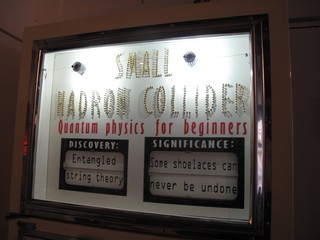 SMALL
HADRON COLLIDER
Quantum physics for beginners
DISCOVERY:
Entangled
string theory
SIGNIFICANCE:
Some shoelaces can
never be undone